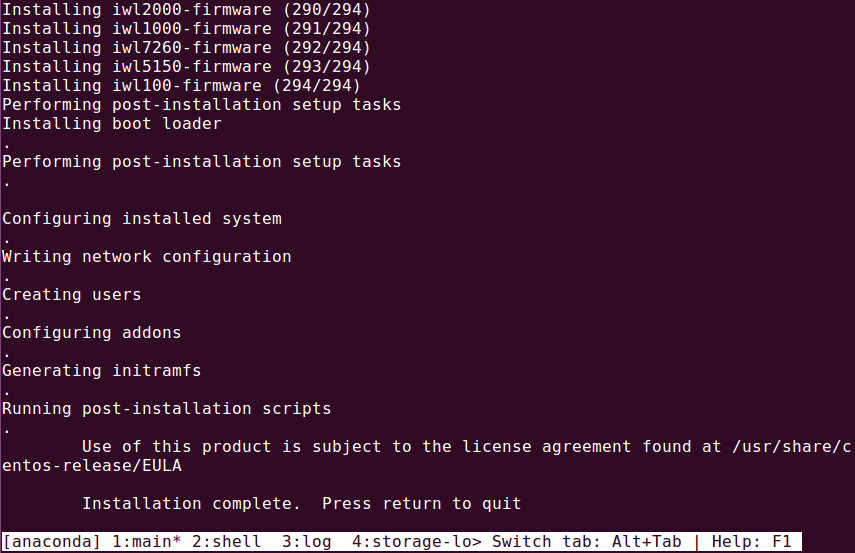 Installing iwl2000-firmware (290/294)
Installing iwl1000-firmware (291/294)
Installing iwl7260-firmware (292/294)
Installing iwl5150-firmware (293/294)
Installing iwl100-firmware (294/294)
Performing post-installation setup tasks
Installing boot loader
.
Performing post-installation setup tasks
.

Configuring installed system
.
Writing network configuration
.
Creating users
.
Configuring addons
.
Generating initramfs
.
Running post-installation scripts
.
        Use of this product is subject to the license agreement found at /usr/share/c
entos-release/EULA

        Installation complete.  Press return to quit

[anaconda] 1:main* 2:shell  3:log  4:storage-lo> Switch tab: Alt+Tab | Help: F1